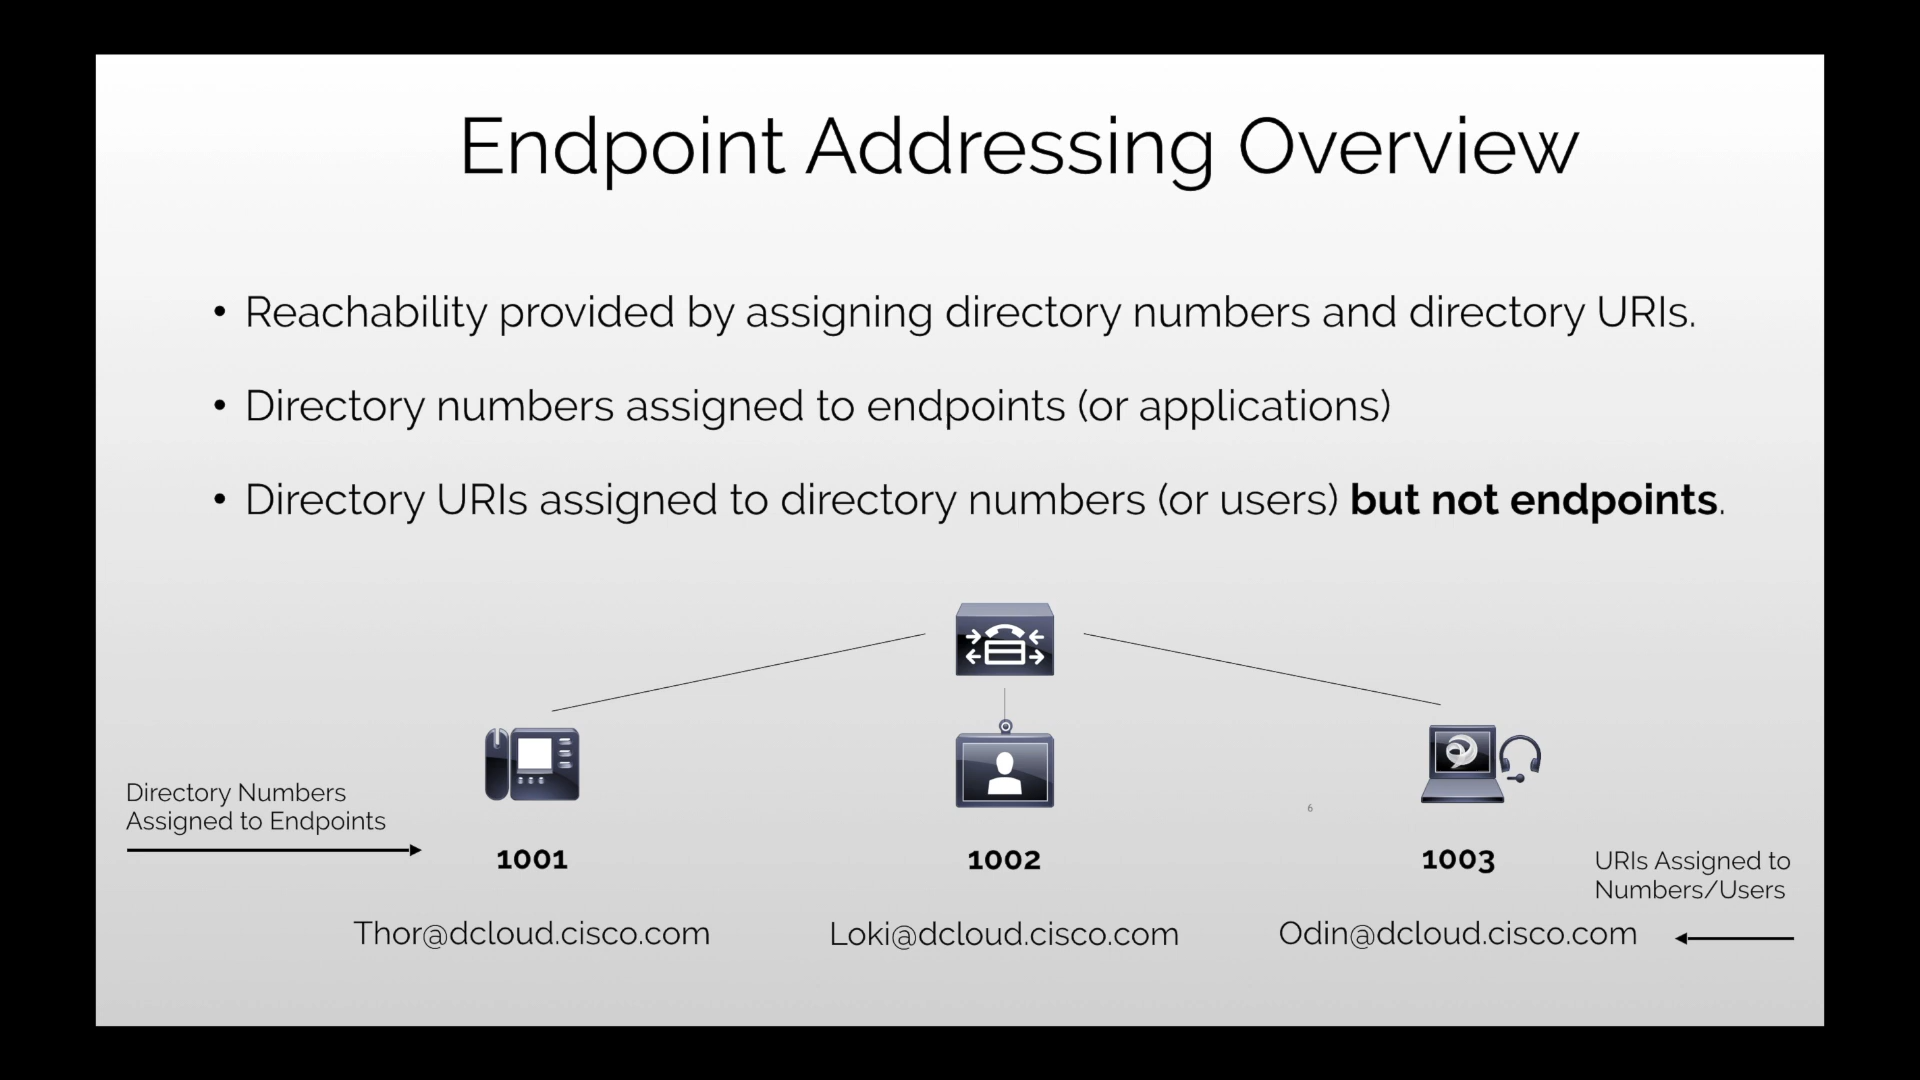 Endpoint Addressing Overview
• Reachability provided by assigning directory numbers and directory URIs.
• Directory numbers assigned to endpoints (or applications)
• Directory URIs assigned to directory numbers (or users) but not endpoints.
Directory Numbers
Assigned to Endpoints
6
1001
1002
1003
URIs Assigned to
Numbers/Users
Thor@dcloud.cisco.com
Loki@dcloud.cisco.com
Odin@dcloud.cisco.com